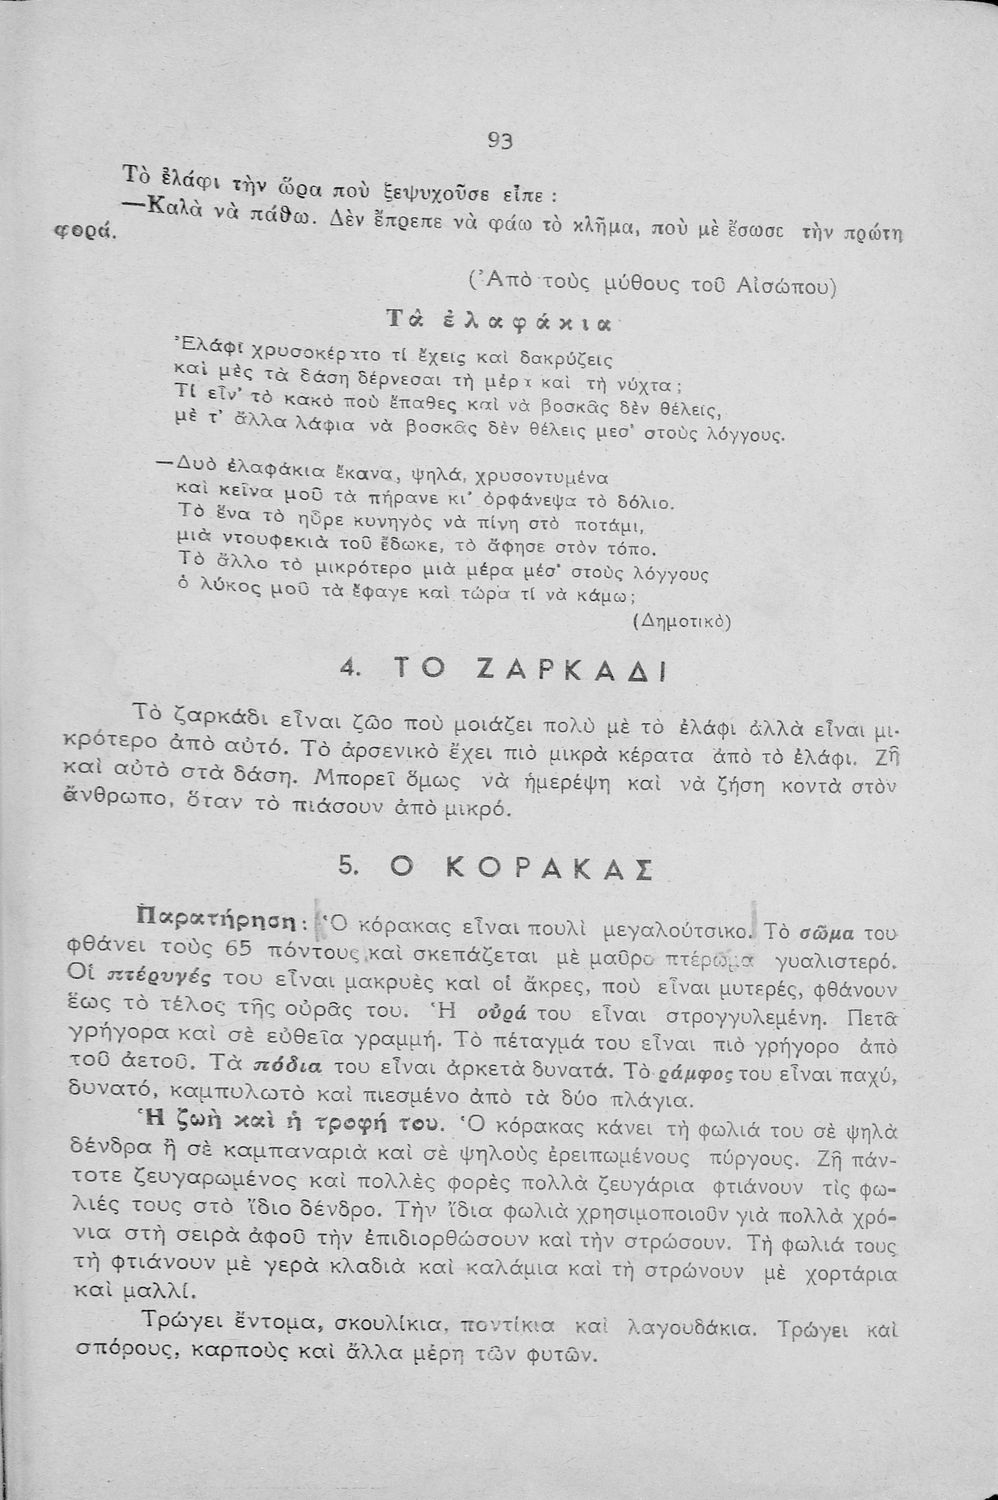 93
Τὸ ἐλάφι τὴν ὥρα ποὺ ξεψυχοῦσε εἶπε :
—Καλὰ νὰ πάθω. Δὲν ἔπρεπε νὰ φάω τὸ κλῆμα, ποὺ μὲ ἔσωσε τὴν πρώτη
φορά.
(Ἀπὸ τοὺς μύθους τοῦ Αἰσώπου)
Τὰ ἐλαφάκια
Ἐλάφι χρυσοκέρατο τί ἔχεις καὶ δακρύζεις
καὶ μὲς τὰ δάση δέρνεσαι τὴ μέρα καὶ τὴ νύχτα ;
Τί εἶν' τὸ κακὸ ποὺ ἔπαθες καὶ νὰ βοσκᾶς δὲν θέλεις,
μὲ τ' ἄλλα λάφια νὰ βοσκᾶς δὲν θέλεις μεσ' στοὺς λόγγους.
—Δυὸ ἐλαφάκια ἔκανα, ψηλά, χρυσοντυμένα
καὶ κεῖνα μοῦ τὰ πήρανε κι' ὀρφάνεψα τὸ δόλιο.
Τὸ ἕνα τὸ ηὗρε κυνηγὸς νὰ πίνη στὸ ποτάμι,
μιὰ ντουφεκιὰ τοῦ ἔδωκε, τὸ ἄφησε στὸν τόπο.
Τὸ ἄλλο τὸ μικρότερο μιὰ μέρα μέσ' στοὺς λόγγους
ὁ λύκος μοῦ τὰ ἔφαγε καὶ τώρα τί νὰ κάμω ;
(Δημοτικὸ)
4. ΤΟ ΖΑΡΚΑΔΙ
Τὸ ζαρκάδι εἶναι ζῶο ποὺ μοιάζει πολὺ μὲ τὸ ἐλάφι ἀλλὰ εἶναι μι-
κρότερο ἀπὸ αὐτό. Τὸ ἀρσενικὸ ἔχει πιὸ μικρὰ κέρατα ἀπὸ τὸ ἐλάφι. Ζῆ
καὶ αὐτὸ στὰ δάση. Μπορεῖ ὅμως νὰ ἡμερέψη καὶ νὰ ζήση κοντὰ στὸν
ἄνθρωπο, ὅταν τὸ πιάσουν ἀπὸ μικρό.
5. Ο ΚΟΡΑΚΑΣ
Παρατήρηση : Ὁ κόρακας εἶναι πουλὶ μεγαλούτσικο. Τὸ σῶμα του
φθάνει τοὺς 65 πόντους καὶ σκεπάζεται μὲ μαῦρο πτέρωμα γυαλιστερό.
Οἱ πτέρυγές του εἶναι μακρυὲς καὶ οἱ ἄκρες, ποὺ εἶναι μυτερές, φθάνουν
ἕως τὸ τέλος τῆς οὐρᾶς του. Ἡ οὐρά του εἶναι στρογγυλεμένη. Πετᾶ
γρήγορα καὶ σὲ εὐθεῖα γραμμή. Τὸ πέταγμά του εἶναι πιὸ γρήγορο ἀπὸ
τοῦ ἀετοῦ. Τὰ πόδια του εἶναι ἀρκετὰ δυνατά. Τὸ ράμφος του εἶναι παχύ,
δυνατό, καμπυλωτὸ καὶ πιεσμένο ἀπὸ τὰ δύο πλάγια.
Ἡ ζωὴ καὶ ἡ τροφή του. Ὁ κόρακας κάνει τὴ φωλιά του σὲ ψηλὰ
δένδρα ἢ σὲ καμπαναριὰ καὶ σὲ ψηλοὺς ἐρειπωμένους πύργους. Ζῆ πάν-
τοτε ζευγαρωμένος καὶ πολλὲς φορὲς πολλὰ ζευγάρια φτιάνουν τὶς φω-
λιές τους στὸ ἴδιο δένδρο. Τὴν ἴδια φωλιὰ χρησιμοποιοῦν γιὰ πολλὰ χρό-
νια στὴ σειρὰ ἀφοῦ τὴν ἐπιδιορθώσουν καὶ τὴν στρώσουν. Τὴ φωλιά τους
τὴ φτιάνουν μὲ γερὰ κλαδιὰ καὶ καλάμια καὶ τὴ στρώνουν μὲ χορτάρια
καὶ μαλλί.
Τρώγει ἔντομα, σκουλίκια, ποντίκια καὶ λαγουδάκια. Τρώγει καὶ
σπόρους, καρποὺς καὶ ἄλλα μέρη τῶν φυτῶν.